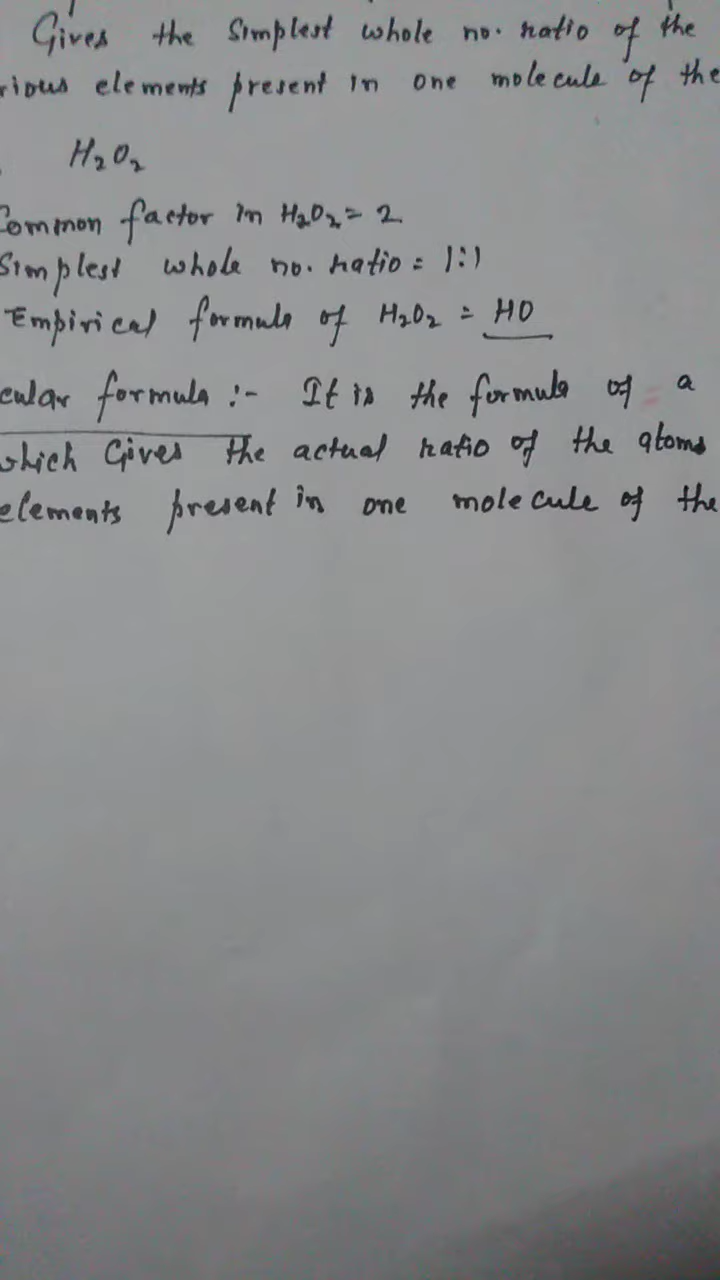 Gives the Simplest whole no. ratio of the
rious elements present in one molecule of the
H₂O₂
Common factor in H₂O₂ = 2.
Simplest whole no. ratio = 1:1
Empirical formula of H₂O₂ = HO
cular formula :- It is the formula of a
which Gives the actual ratio of the atoms
elements present in one molecule of the